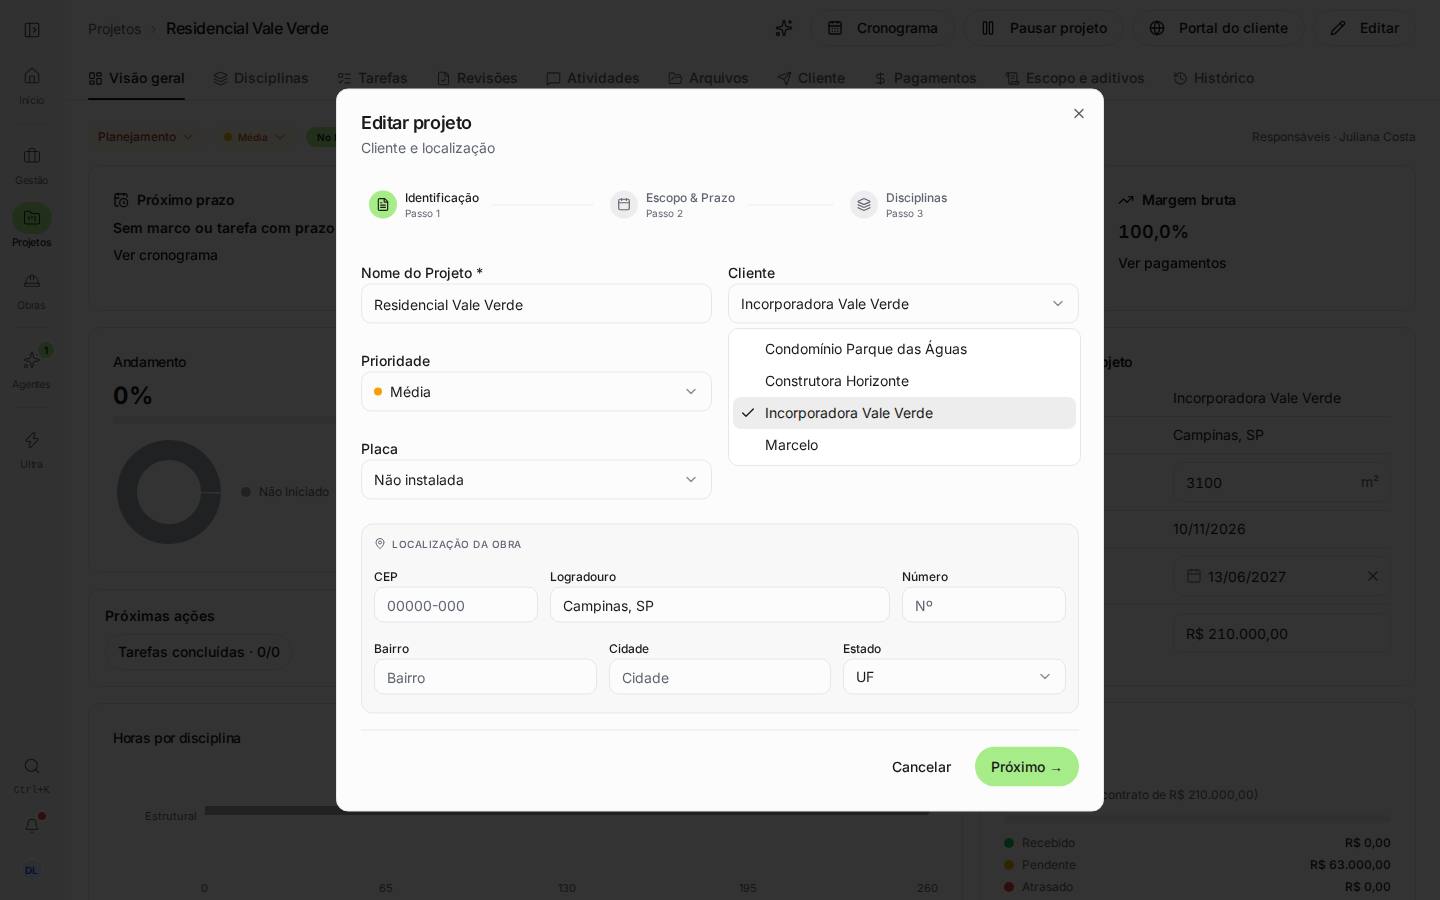 Projetos
Residencial Vale Verde
Cronograma
Pausar projeto
Portal do cliente
Editar
Visão geral
Disciplinas
Tarefas
Revisões
Atividades
Arquivos
Cliente
Pagamentos
Escopo e aditivos
Histórico
Início
Gestão
Projetos
Obras
1
Agentes
Ultra
Ctrl+K
DL
Planejamento
Média
Responsáveis · Juliana Costa
Próximo prazo
Sem marco ou tarefa com prazo
Ver cronograma
Margem bruta
100,0%
Ver pagamentos
Andamento
0%
Não Iniciado
Incorporadora Vale Verde
Campinas, SP
3100 m²
10/11/2026
13/06/2027
R$ 210.000,00
Próximas ações
Tarefas concluídas · 0/0
Horas por disciplina
Estrutural
0 65 130 195 260
contrato de R$ 210.000,00)
Recebido R$ 0,00
Pendente R$ 63.000,00
Atrasado R$ 0,00
Editar projeto
Cliente e localização
Identificação
Passo 1
Escopo & Prazo
Passo 2
Disciplinas
Passo 3
Nome do Projeto *
Residencial Vale Verde
Cliente
Incorporadora Vale Verde
Condomínio Parque das Águas
Construtora Horizonte
Incorporadora Vale Verde
Marcelo
Prioridade
Média
Placa
Não instalada
LOCALIZAÇÃO DA OBRA
CEP
00000-000
Logradouro
Campinas, SP
Número
Nº
Bairro
Bairro
Cidade
Cidade
Estado
UF
Cancelar
Próximo →